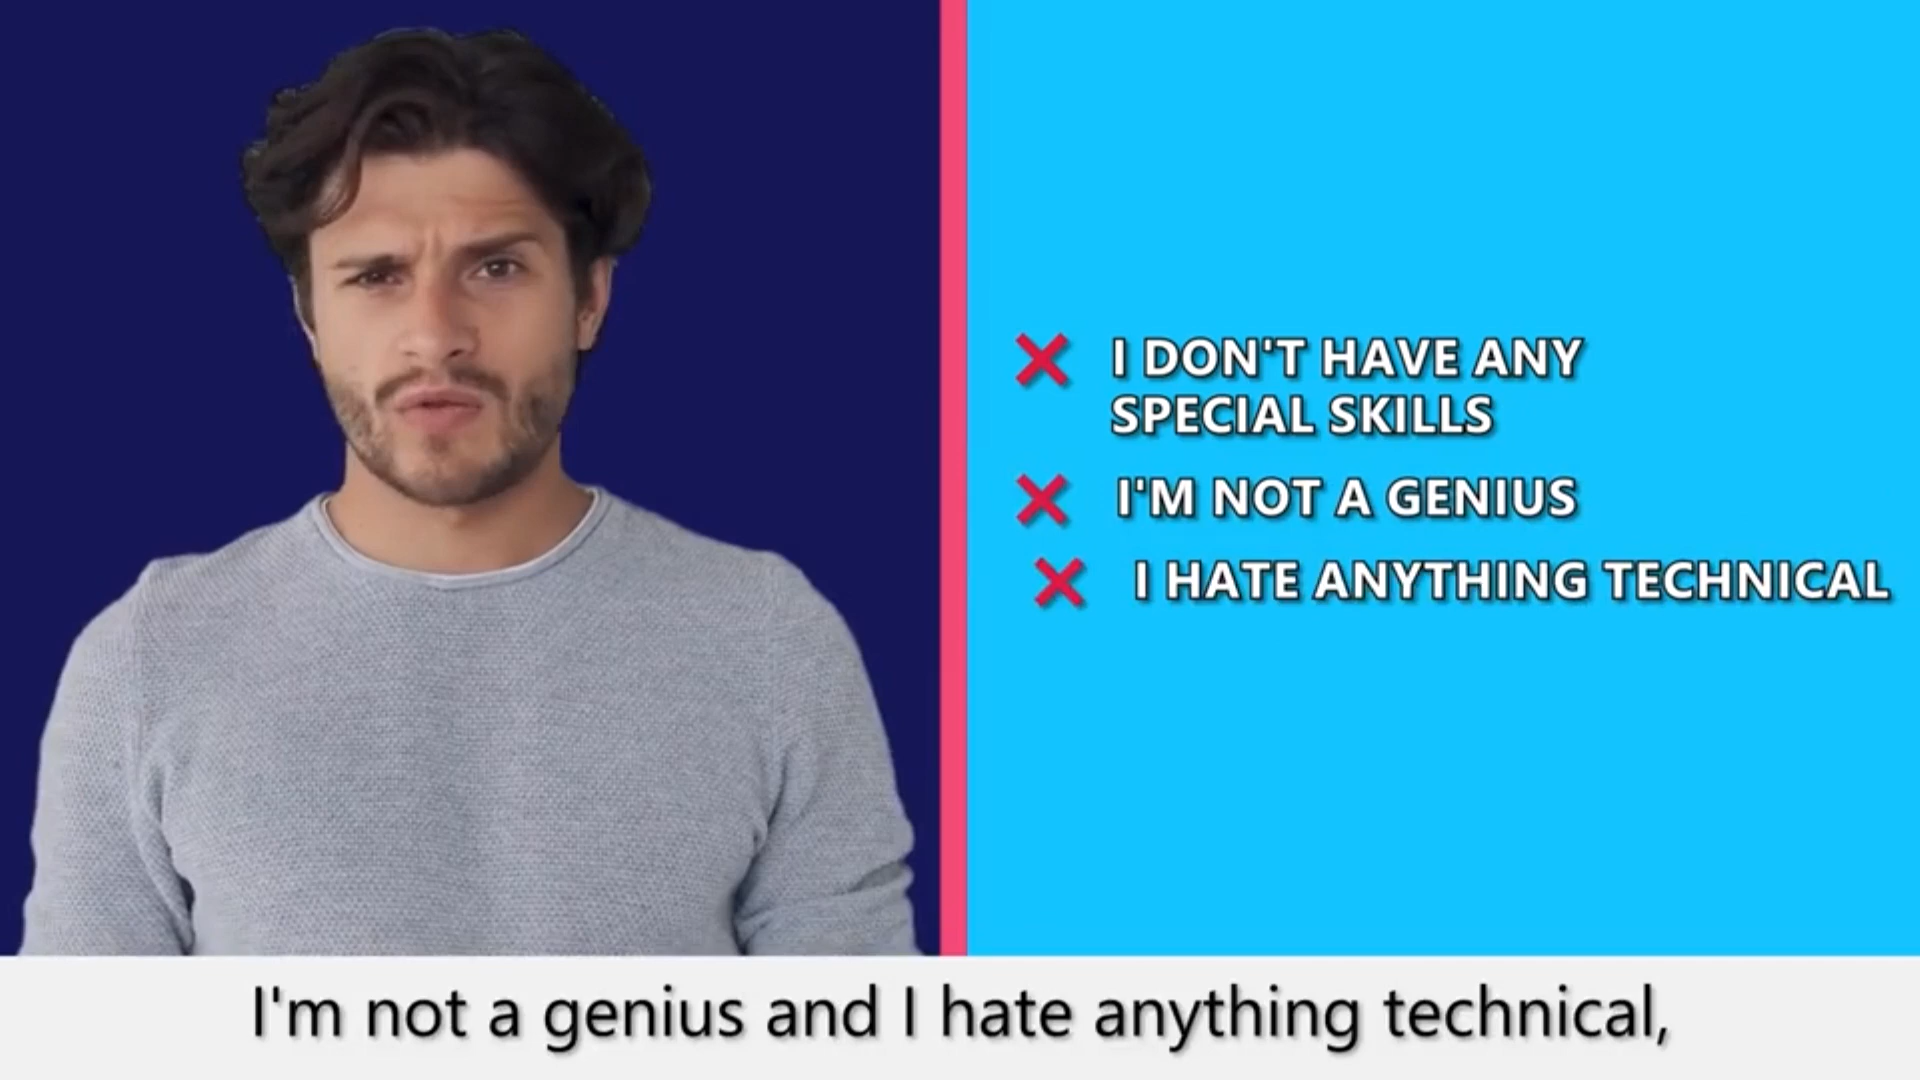 I DON'T HAVE ANY
SPECIAL SKILLS
I'M NOT A GENIUS
I HATE ANYTHING TECHNICAL
I'm not a genius and I hate anything technical,